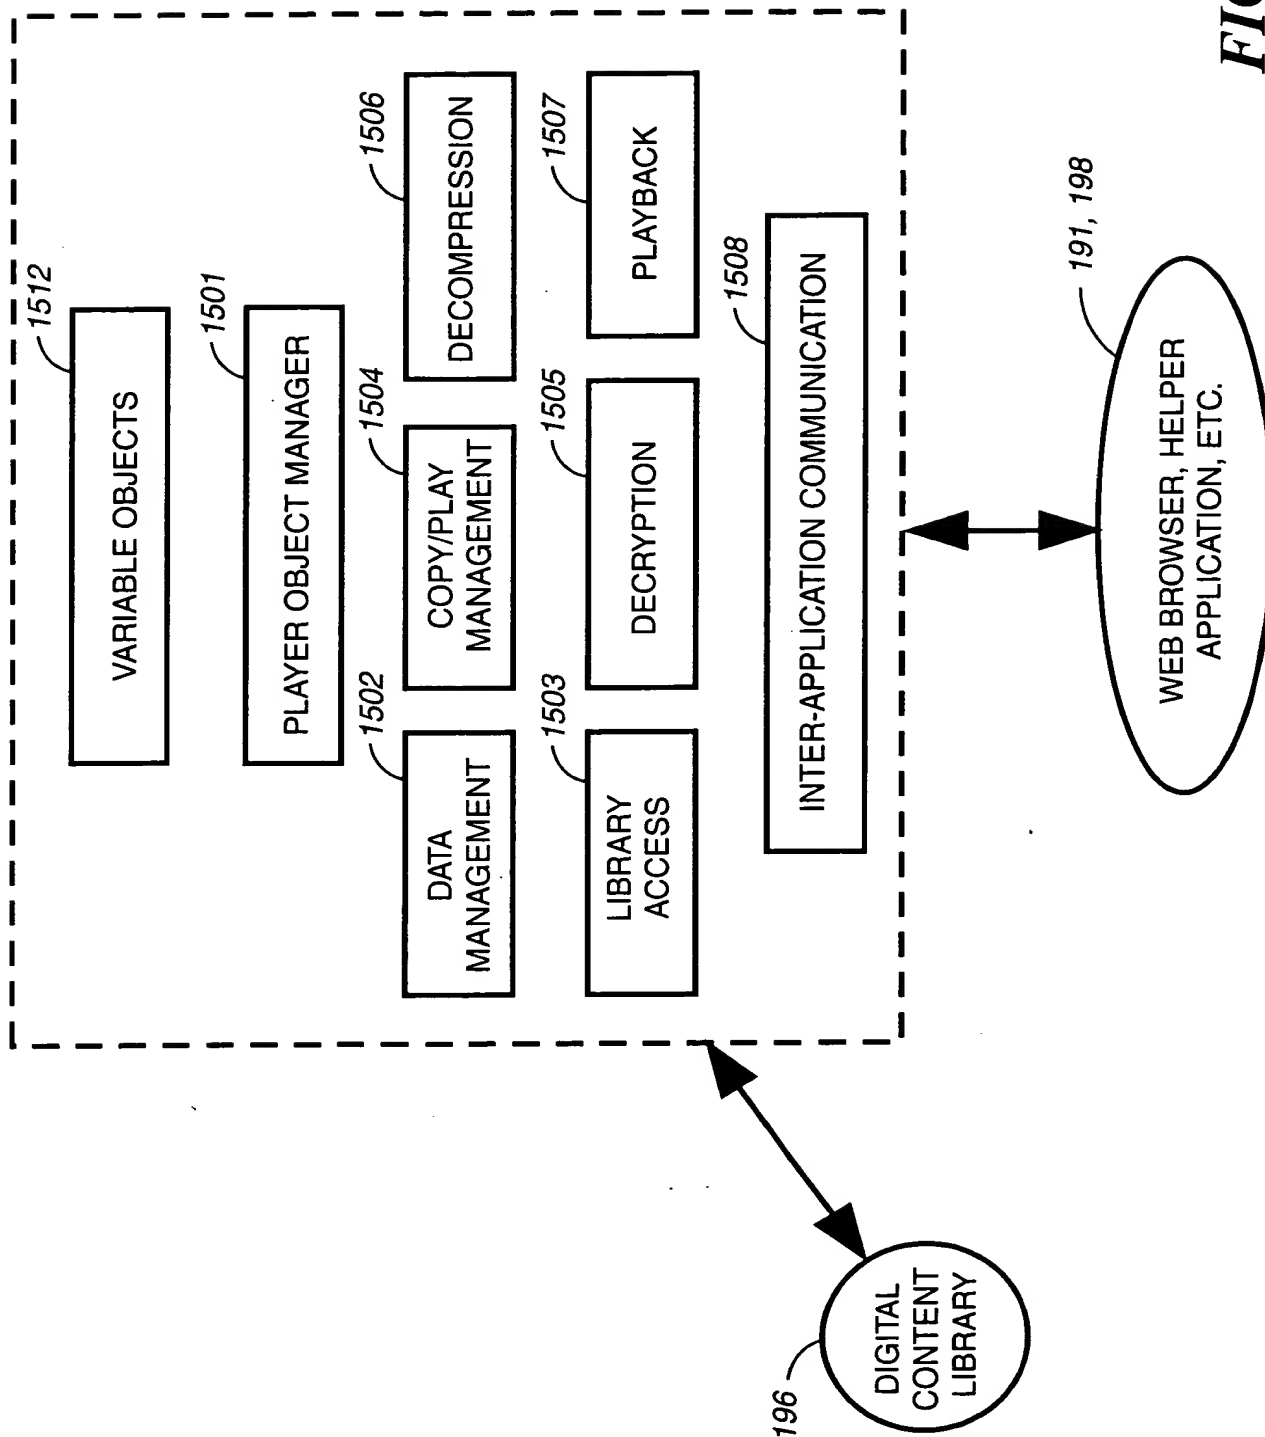 1512
VARIABLE OBJECTS
1501
PLAYER OBJECT MANAGER
1502
DATA
MANAGEMENT
1504
COPY/PLAY
MANAGEMENT
1506
DECOMPRESSION
1503
LIBRARY
ACCESS
1505
DECRYPTION
1507
PLAYBACK
1508
INTER-APPLICATION COMMUNICATION
196
DIGITAL
CONTENT
LIBRARY
191, 198
WEB BROWSER, HELPER
APPLICATION, ETC.